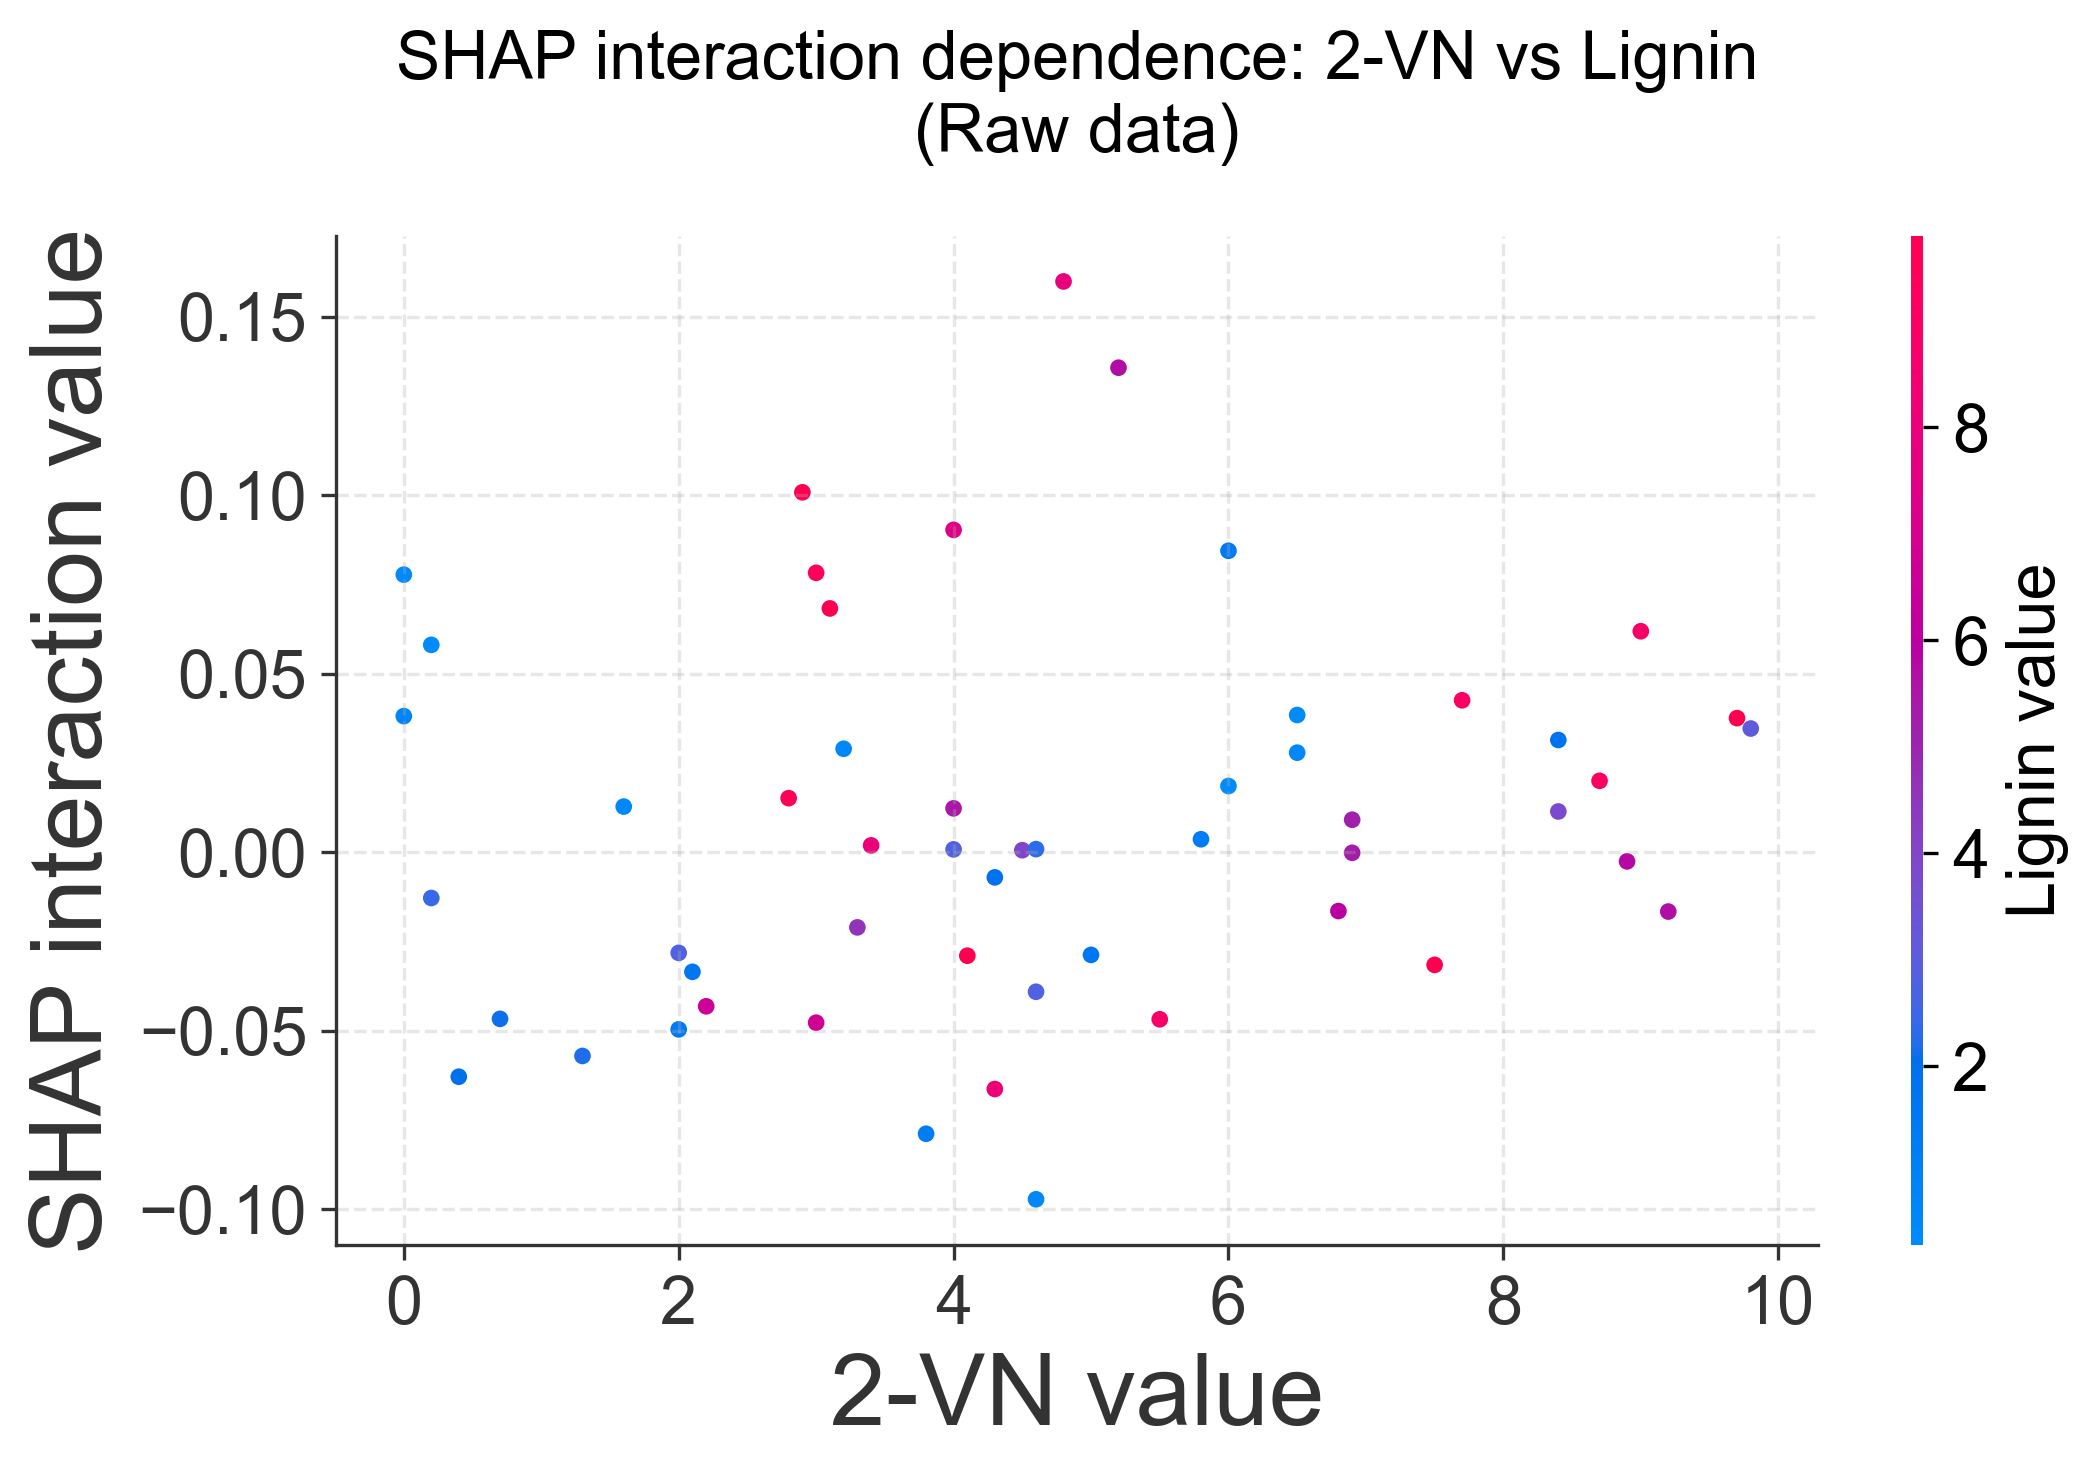 SHAP interaction dependence: 2-VN vs Lignin
(Raw data)
SHAP interaction value
0.15
0.10
0.05
0.00
−0.05
−0.10
0 2 4 6 8 10
2-VN value
8
6
4
2
Lignin value